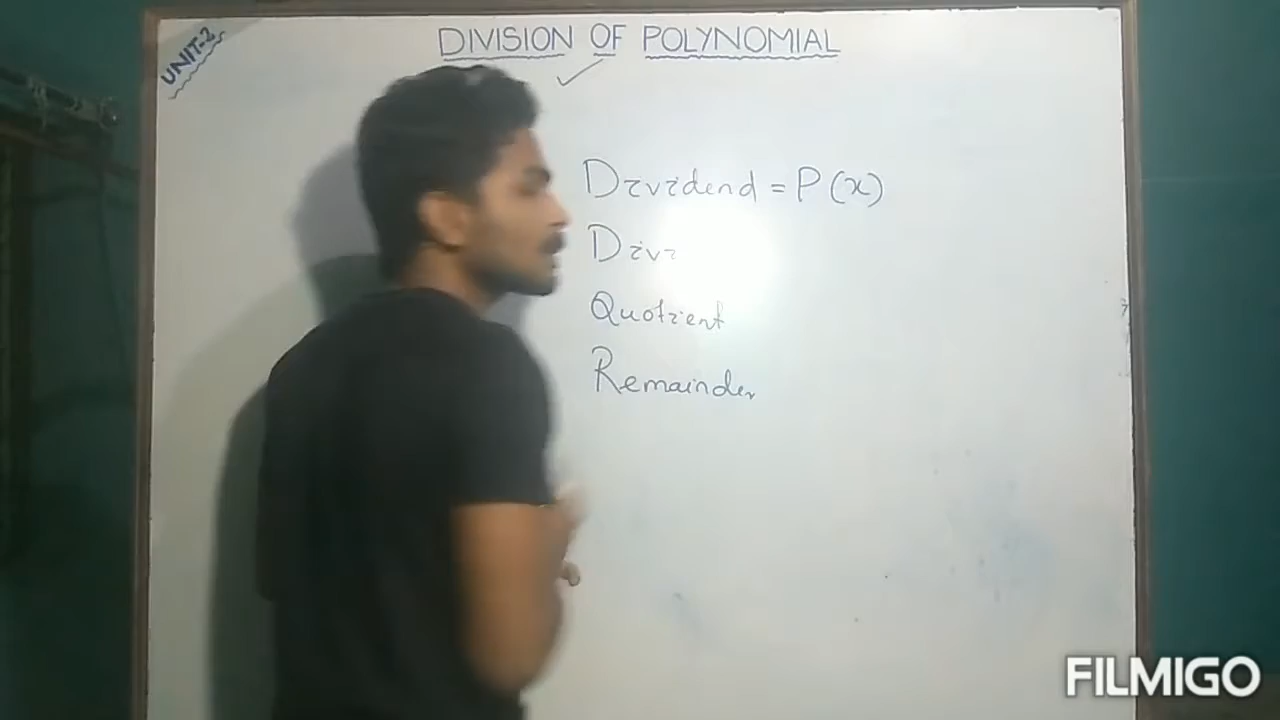 UNIT-2
DIVISION OF POLYNOMIAL
Dividend = P(x)
Divi
Quotient
Remainder
FILMIGO